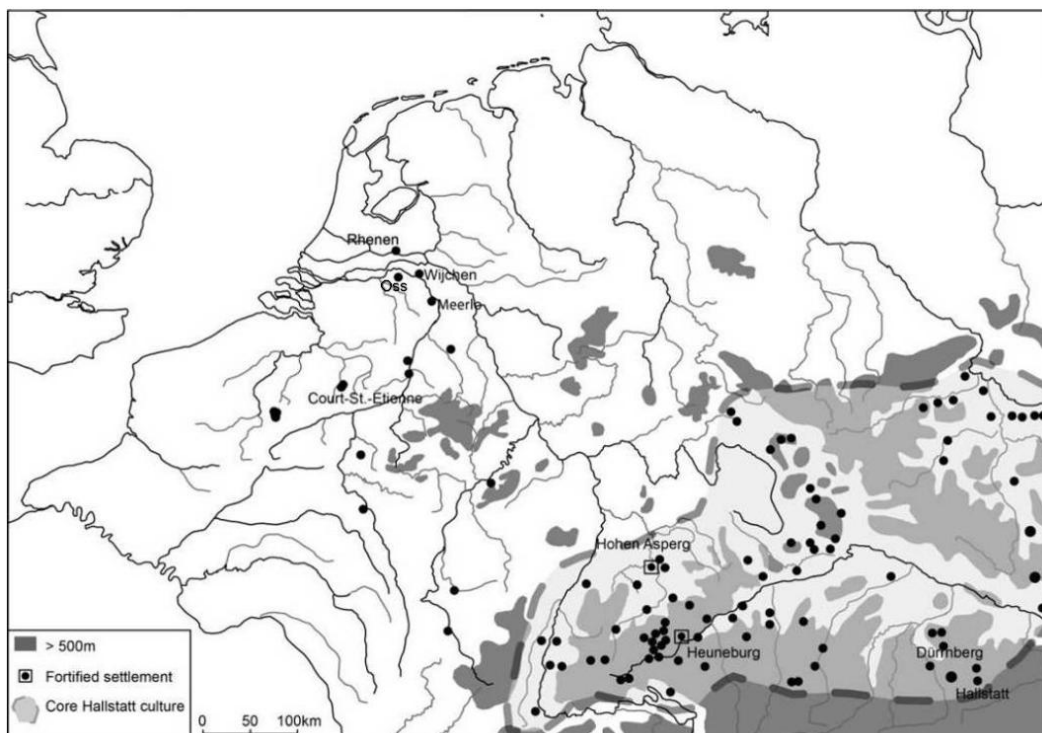 Rhenen
Wijchen
Oss
Meerlo
Court-St.-Etienne
Hohen Asperg
Heuneburg
Dürrnberg
Hallstatt
> 500m
Fortified settlement
Core Hallstatt culture
0 50 100km